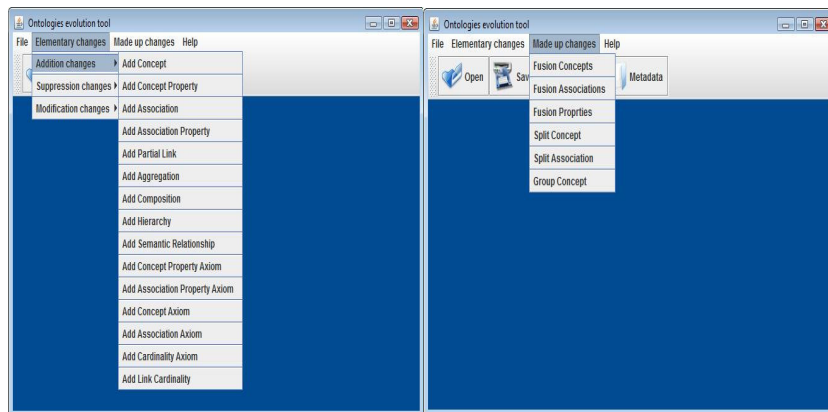 Ontologies evolution tool
File Elementary changes Made up changes Help
Addition changes
Suppression changes
Modification changes
Add Concept
Add Concept Property
Add Association
Add Association Property
Add Partial Link
Add Aggregation
Add Composition
Add Hierarchy
Add Semantic Relationship
Add Concept Property Axiom
Add Association Property Axiom
Add Concept Axiom
Add Association Axiom
Add Cardinality Axiom
Add Link Cardinality
Ontologies evolution tool
File Elementary changes Made up changes Help
Open Sav Metadata
Fusion Concepts
Fusion Associations
Fusion Proprties
Split Concept
Split Association
Group Concept